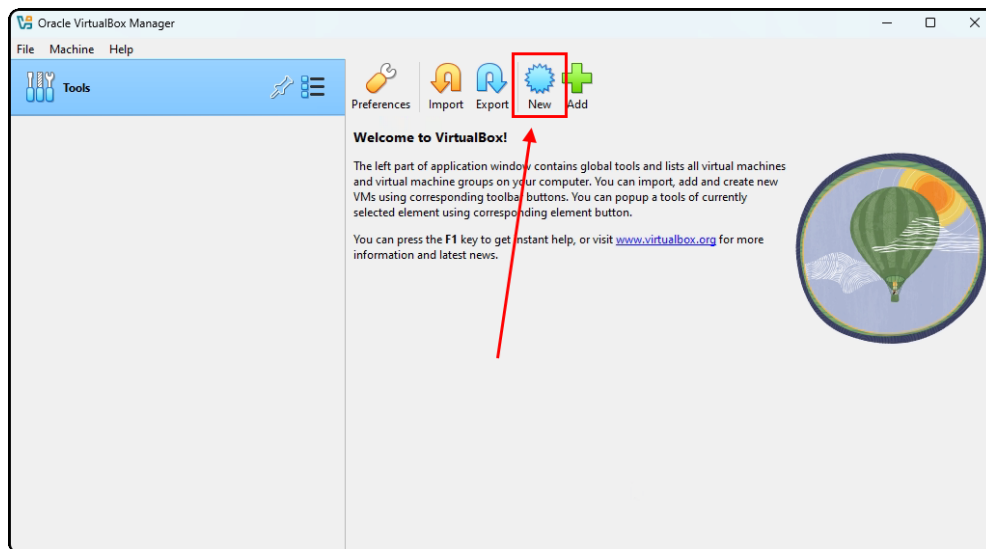 Oracle VirtualBox Manager
File Machine Help
Tools
Preferences Import Export New Add
Welcome to VirtualBox!
The left part of application window contains global tools and lists all virtual machines
and virtual machine groups on your computer. You can import, add and create new
VMs using corresponding toolbar buttons. You can popup a tools of currently
selected element using corresponding element button.
You can press the F1 key to get instant help, or visit www.virtualbox.org for more
information and latest news.